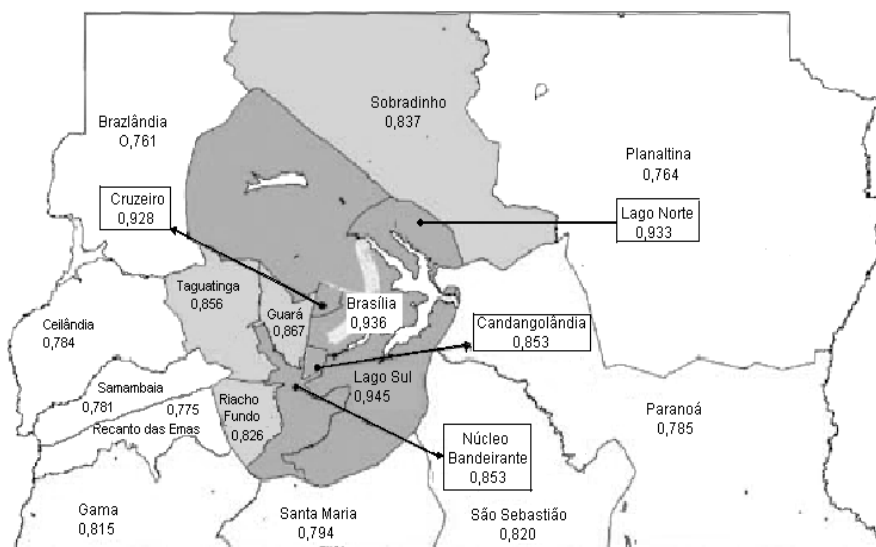 Sobradinho
0,837
Brazlândia
O,761
Planaltina
0,764
Cruzeiro
0,928
Lago Norte
0,933
Taguatinga
0,856
Guará
0,867
Brasília
0,936
Ceilândia
0,784
Candangolândia
0,853
Lago Sul
0,945
Samambaia
0,781
0,775
Recanto das Emas
Riacho
Fundo
0,826
Paranoá
0,785
Núcleo
Bandeirante
0,853
Gama
0,815
Santa Maria
0,794
São Sebastião
0,820